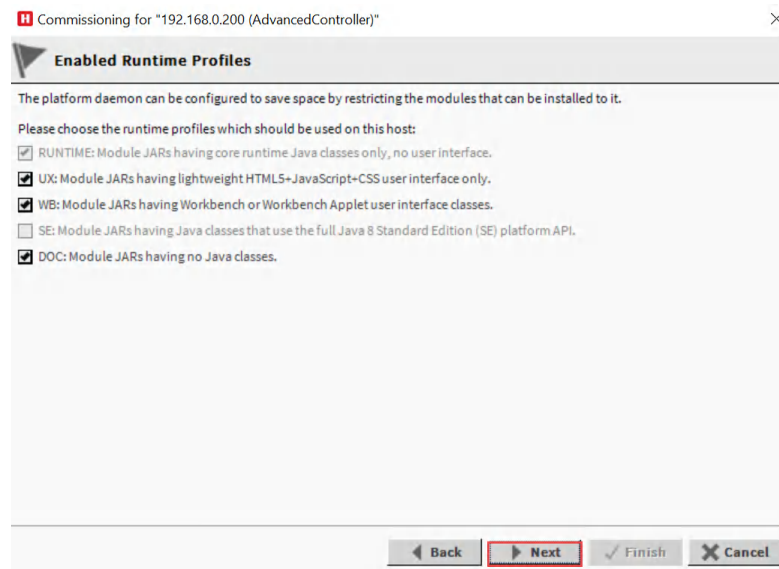 H Commissioning for "192.168.0.200 (AdvancedController)"
Enabled Runtime Profiles
The platform daemon can be configured to save space by restricting the modules that can be installed to it.
Please choose the runtime profiles which should be used on this host:
RUNTIME: Module JARs having core runtime Java classes only, no user interface.
UX: Module JARs having lightweight HTML5+JavaScript+CSS user interface only.
WB: Module JARs having Workbench or Workbench Applet user interface classes.
SE: Module JARs having Java classes that use the full Java 8 Standard Edition (SE) platform API.
DOC: Module JARs having no Java classes.
Back Next Finish Cancel